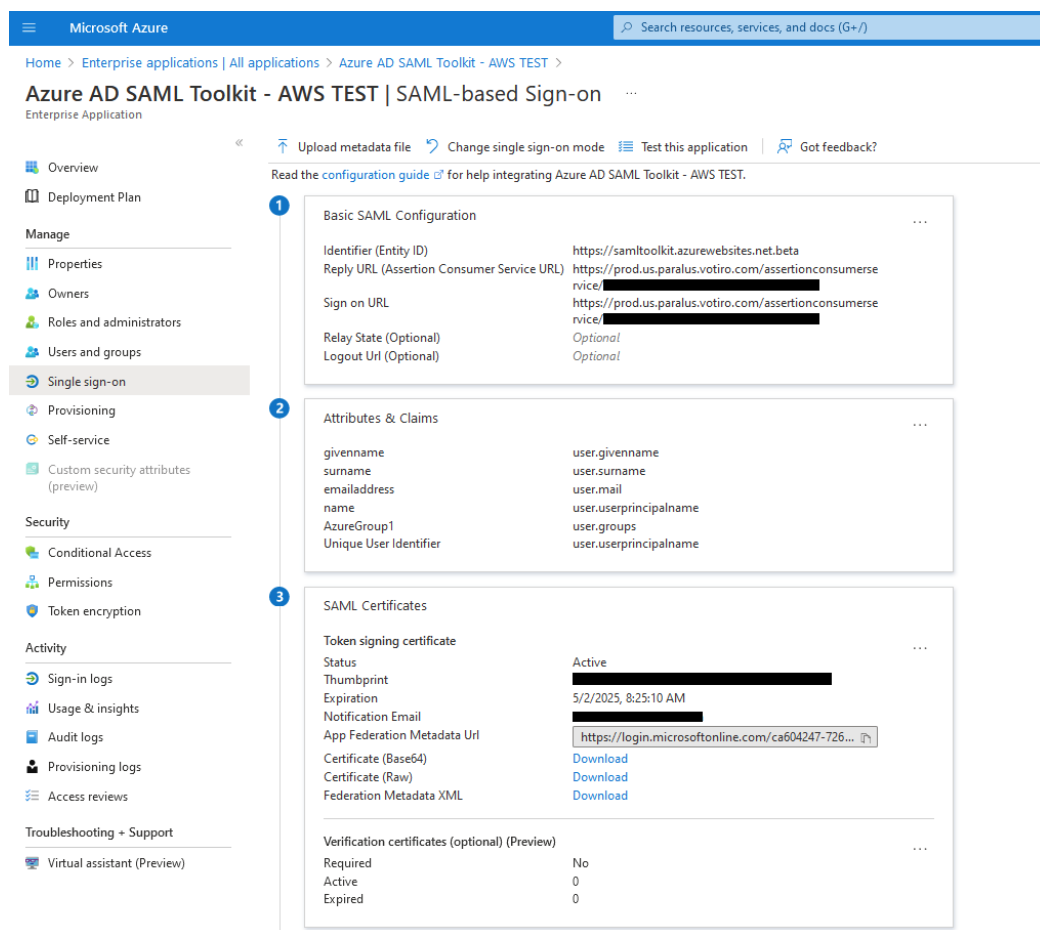 Microsoft Azure
Search resources, services, and docs (G+/)
Home > Enterprise applications | All applications > Azure AD SAML Toolkit - AWS TEST >
Azure AD SAML Toolkit - AWS TEST | SAML-based Sign-on ...
Enterprise Application
«
Overview
Deployment Plan
Manage
Properties
Owners
Roles and administrators
Users and groups
Single sign-on
Provisioning
Self-service
Custom security attributes
(preview)
Security
Conditional Access
Permissions
Token encryption
Activity
Sign-in logs
Usage & insights
Audit logs
Provisioning logs
Access reviews
Troubleshooting + Support
Virtual assistant (Preview)
Upload metadata file Change single sign-on mode Test this application Got feedback?
Read the configuration guide for help integrating Azure AD SAML Toolkit - AWS TEST.
1
Basic SAML Configuration ...
Identifier (Entity ID) https://samltoolkit.azurewebsites.net.beta
Reply URL (Assertion Consumer Service URL) https://prod.us.paralus.votiro.com/assertionconsumerse
rvice/
Sign on URL https://prod.us.paralus.votiro.com/assertionconsumerse
rvice/
Relay State (Optional) Optional
Logout Url (Optional) Optional
2
Attributes & Claims ...
givenname user.givenname
surname user.surname
emailaddress user.mail
name user.userprincipalname
AzureGroup1 user.groups
Unique User Identifier user.userprincipalname
3
SAML Certificates
Token signing certificate ...
Status Active
Thumbprint
Expiration 5/2/2025, 8:25:10 AM
Notification Email
App Federation Metadata Url https://login.microsoftonline.com/ca604247-726...
Certificate (Base64) Download
Certificate (Raw) Download
Federation Metadata XML Download
Verification certificates (optional) (Preview) ...
Required No
Active 0
Expired 0